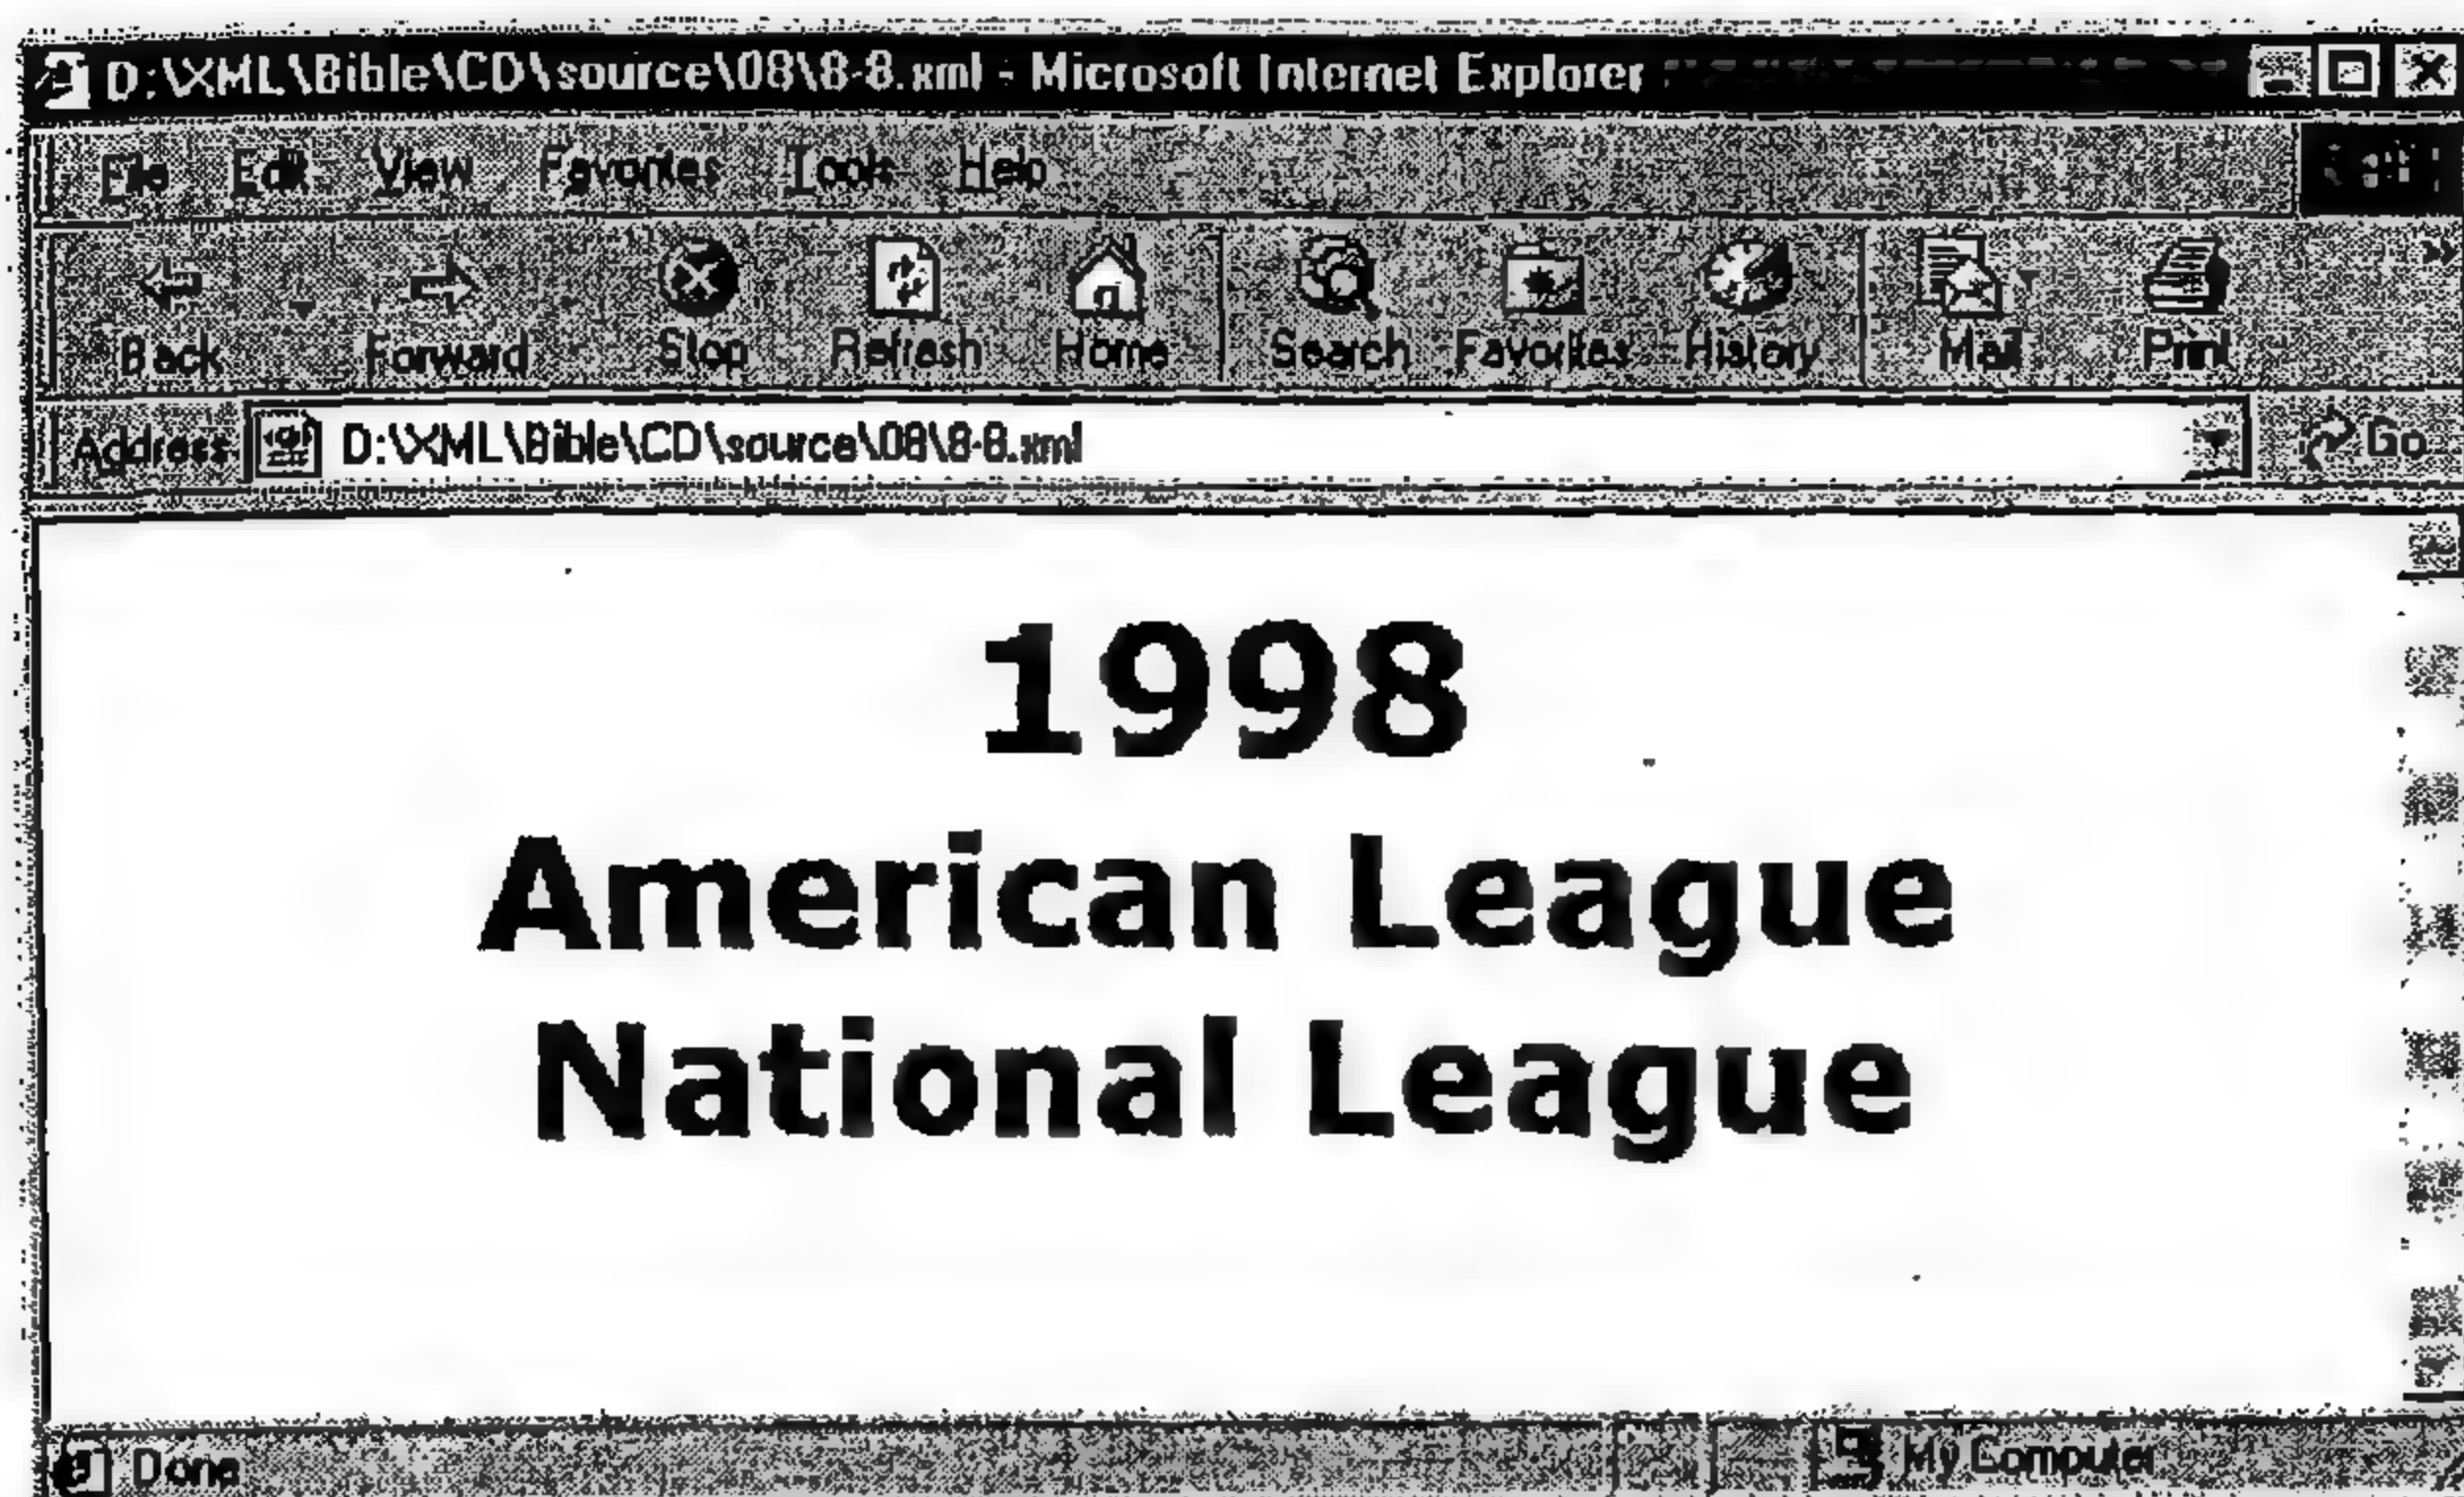 D:\XML\Bible\CD\source\08\8-8.xml - Microsoft Internet Explorer
File Edit View Favorites Tools Help
Back Forward Stop Refresh Home Search Favorites History Mail Print »
Address D:\XML\Bible\CD\source\08\8-8.xml Go
1998
American League
National League
Done My Computer